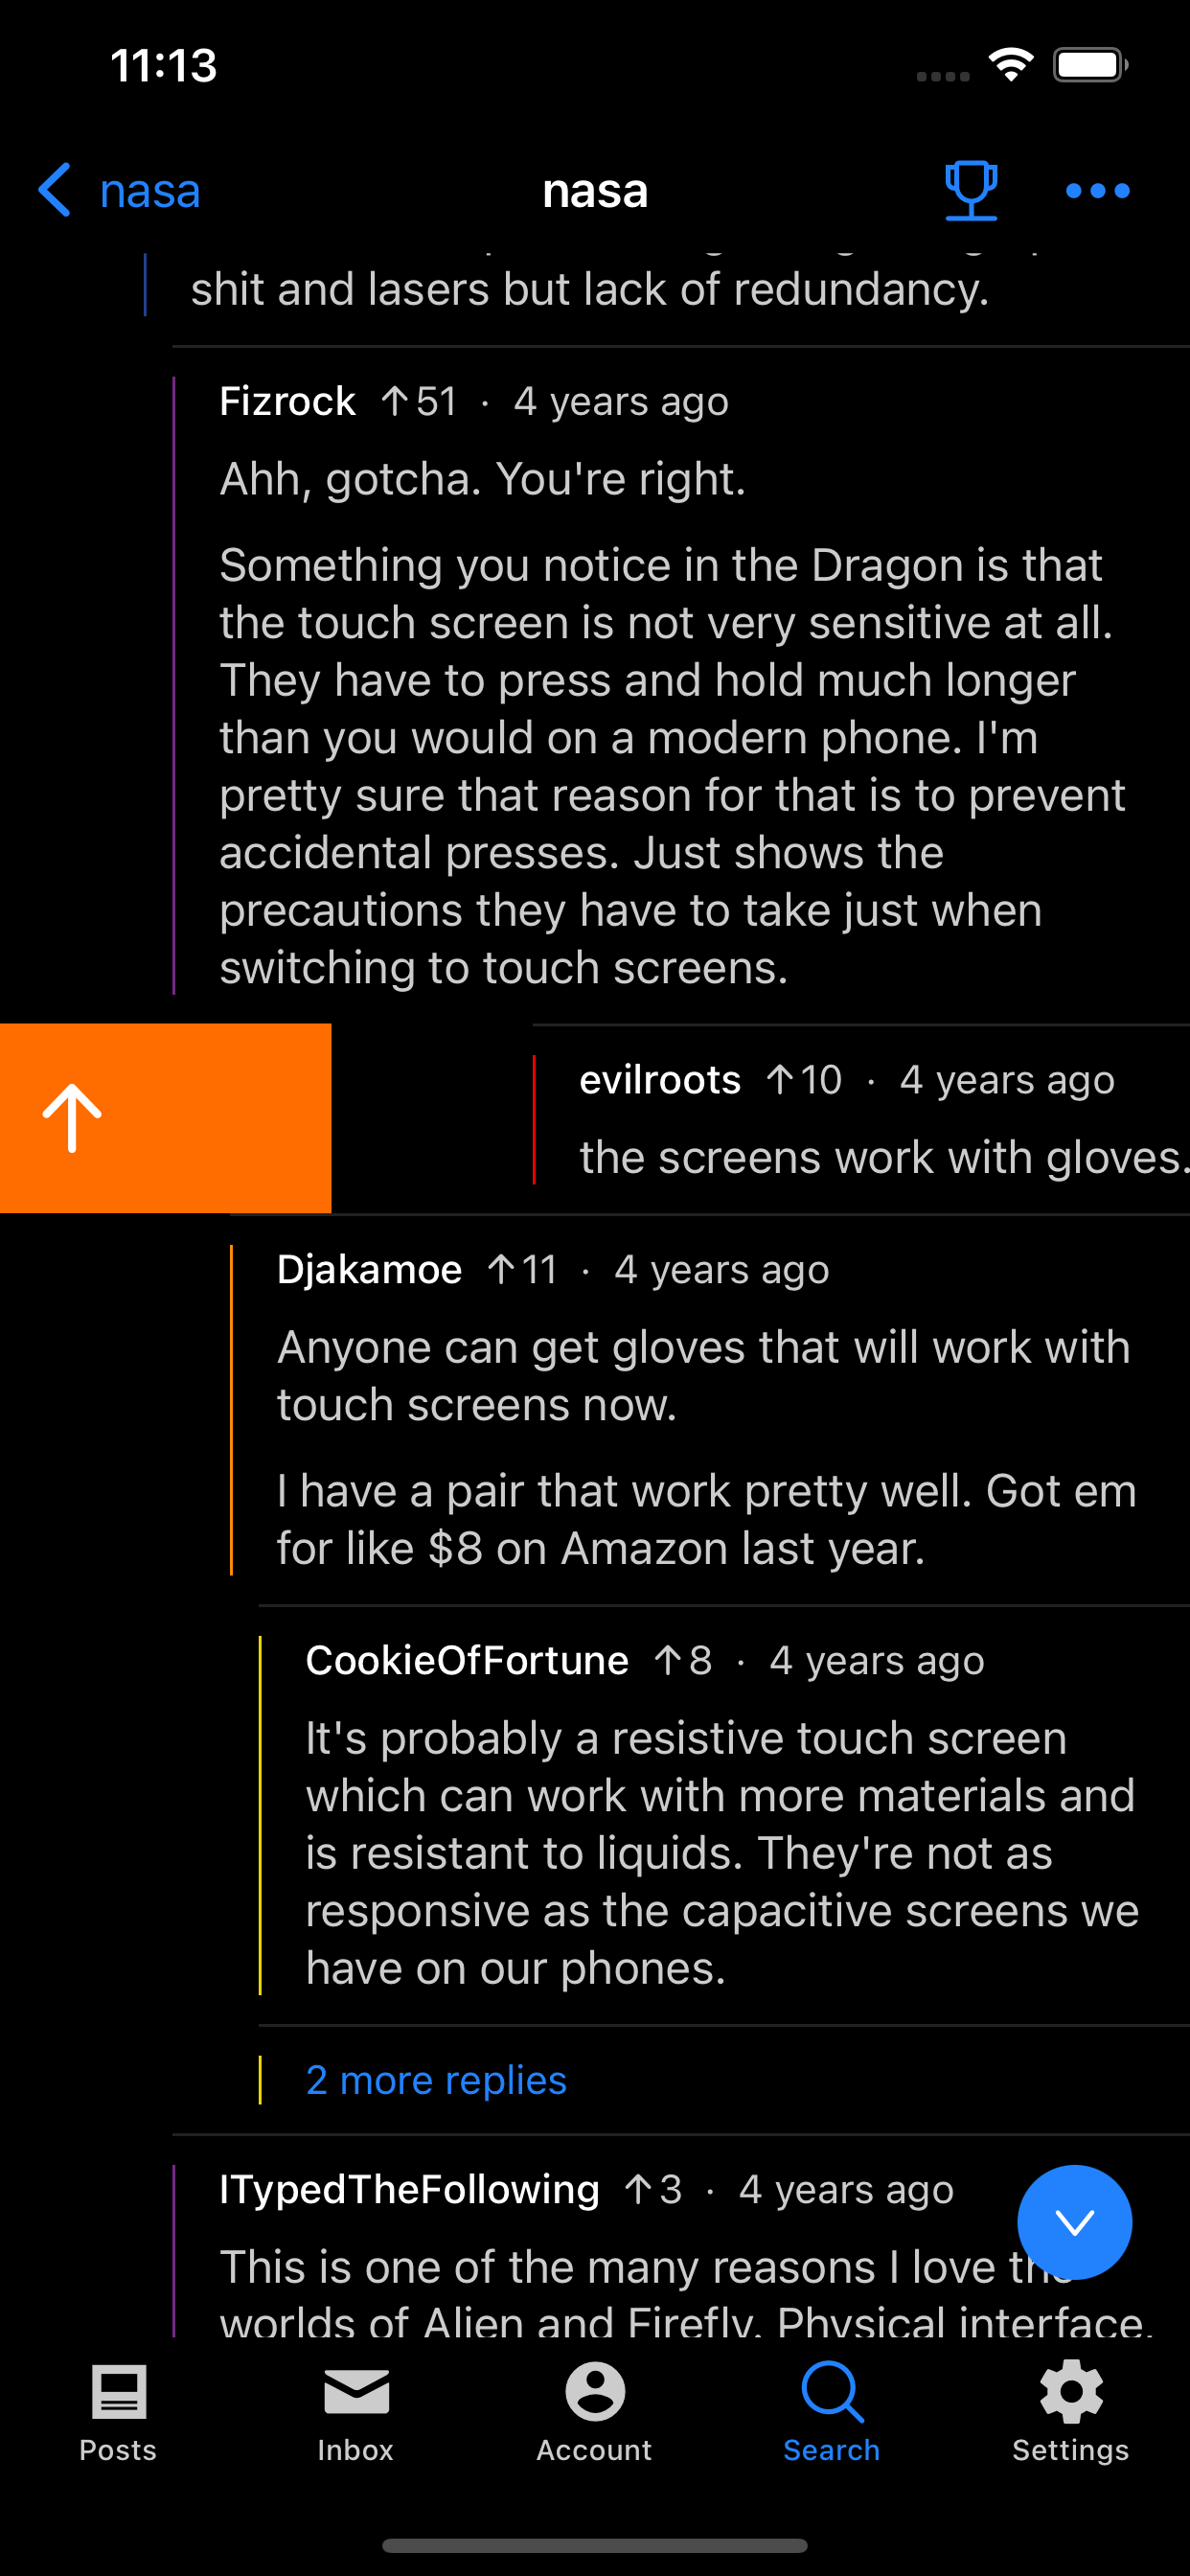 11:13
nasa
nasa
shit and lasers but lack of redundancy.
Fizrock ↑51 · 4 years ago
Ahh, gotcha. You're right.
Something you notice in the Dragon is that
the touch screen is not very sensitive at all.
They have to press and hold much longer
than you would on a modern phone. I'm
pretty sure that reason for that is to prevent
accidental presses. Just shows the
precautions they have to take just when
switching to touch screens.
evilroots ↑10 · 4 years ago
the screens work with gloves.
Djakamoe ↑11 · 4 years ago
Anyone can get gloves that will work with
touch screens now.
I have a pair that work pretty well. Got em
for like $8 on Amazon last year.
CookieOfFortune ↑8 · 4 years ago
It's probably a resistive touch screen
which can work with more materials and
is resistant to liquids. They're not as
responsive as the capacitive screens we
have on our phones.
2 more replies
ITypedTheFollowing ↑3 · 4 years ago
This is one of the many reasons I love the
worlds of Alien and Firefly. Physical interface.
Posts
Inbox
Account
Search
Settings